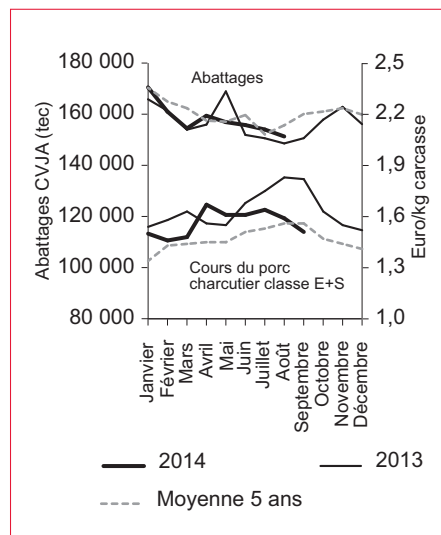 Abattages CVJA (tec)
180 000
160 000
140 000
120 000
100 000
80 000
Abattages
Cours du porc
charcutier classe E+S
2,5
2,2
1,9
1,6
1,3
1,0
Euro/kg carcasse
Janvier
Février
Mars
Avril
Mai
Juin
Juillet
Août
Septembre
Octobre
Novembre
Décembre
2014
2013
Moyenne 5 ans